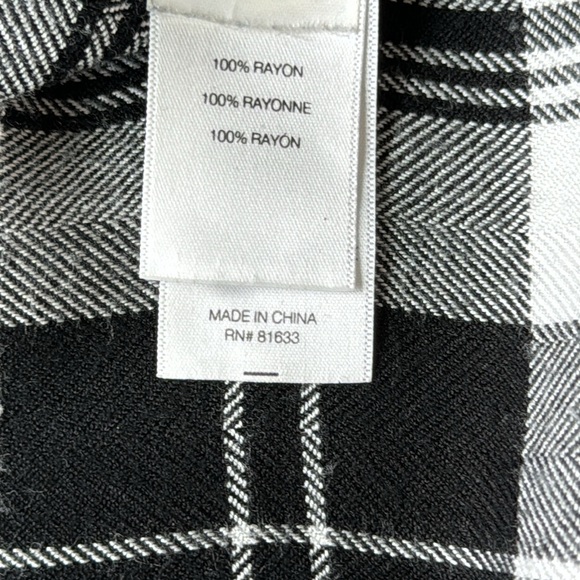 100% RAYON
100% RAYONNE
100% RAYÓN
MADE IN CHINA
RN# 81633